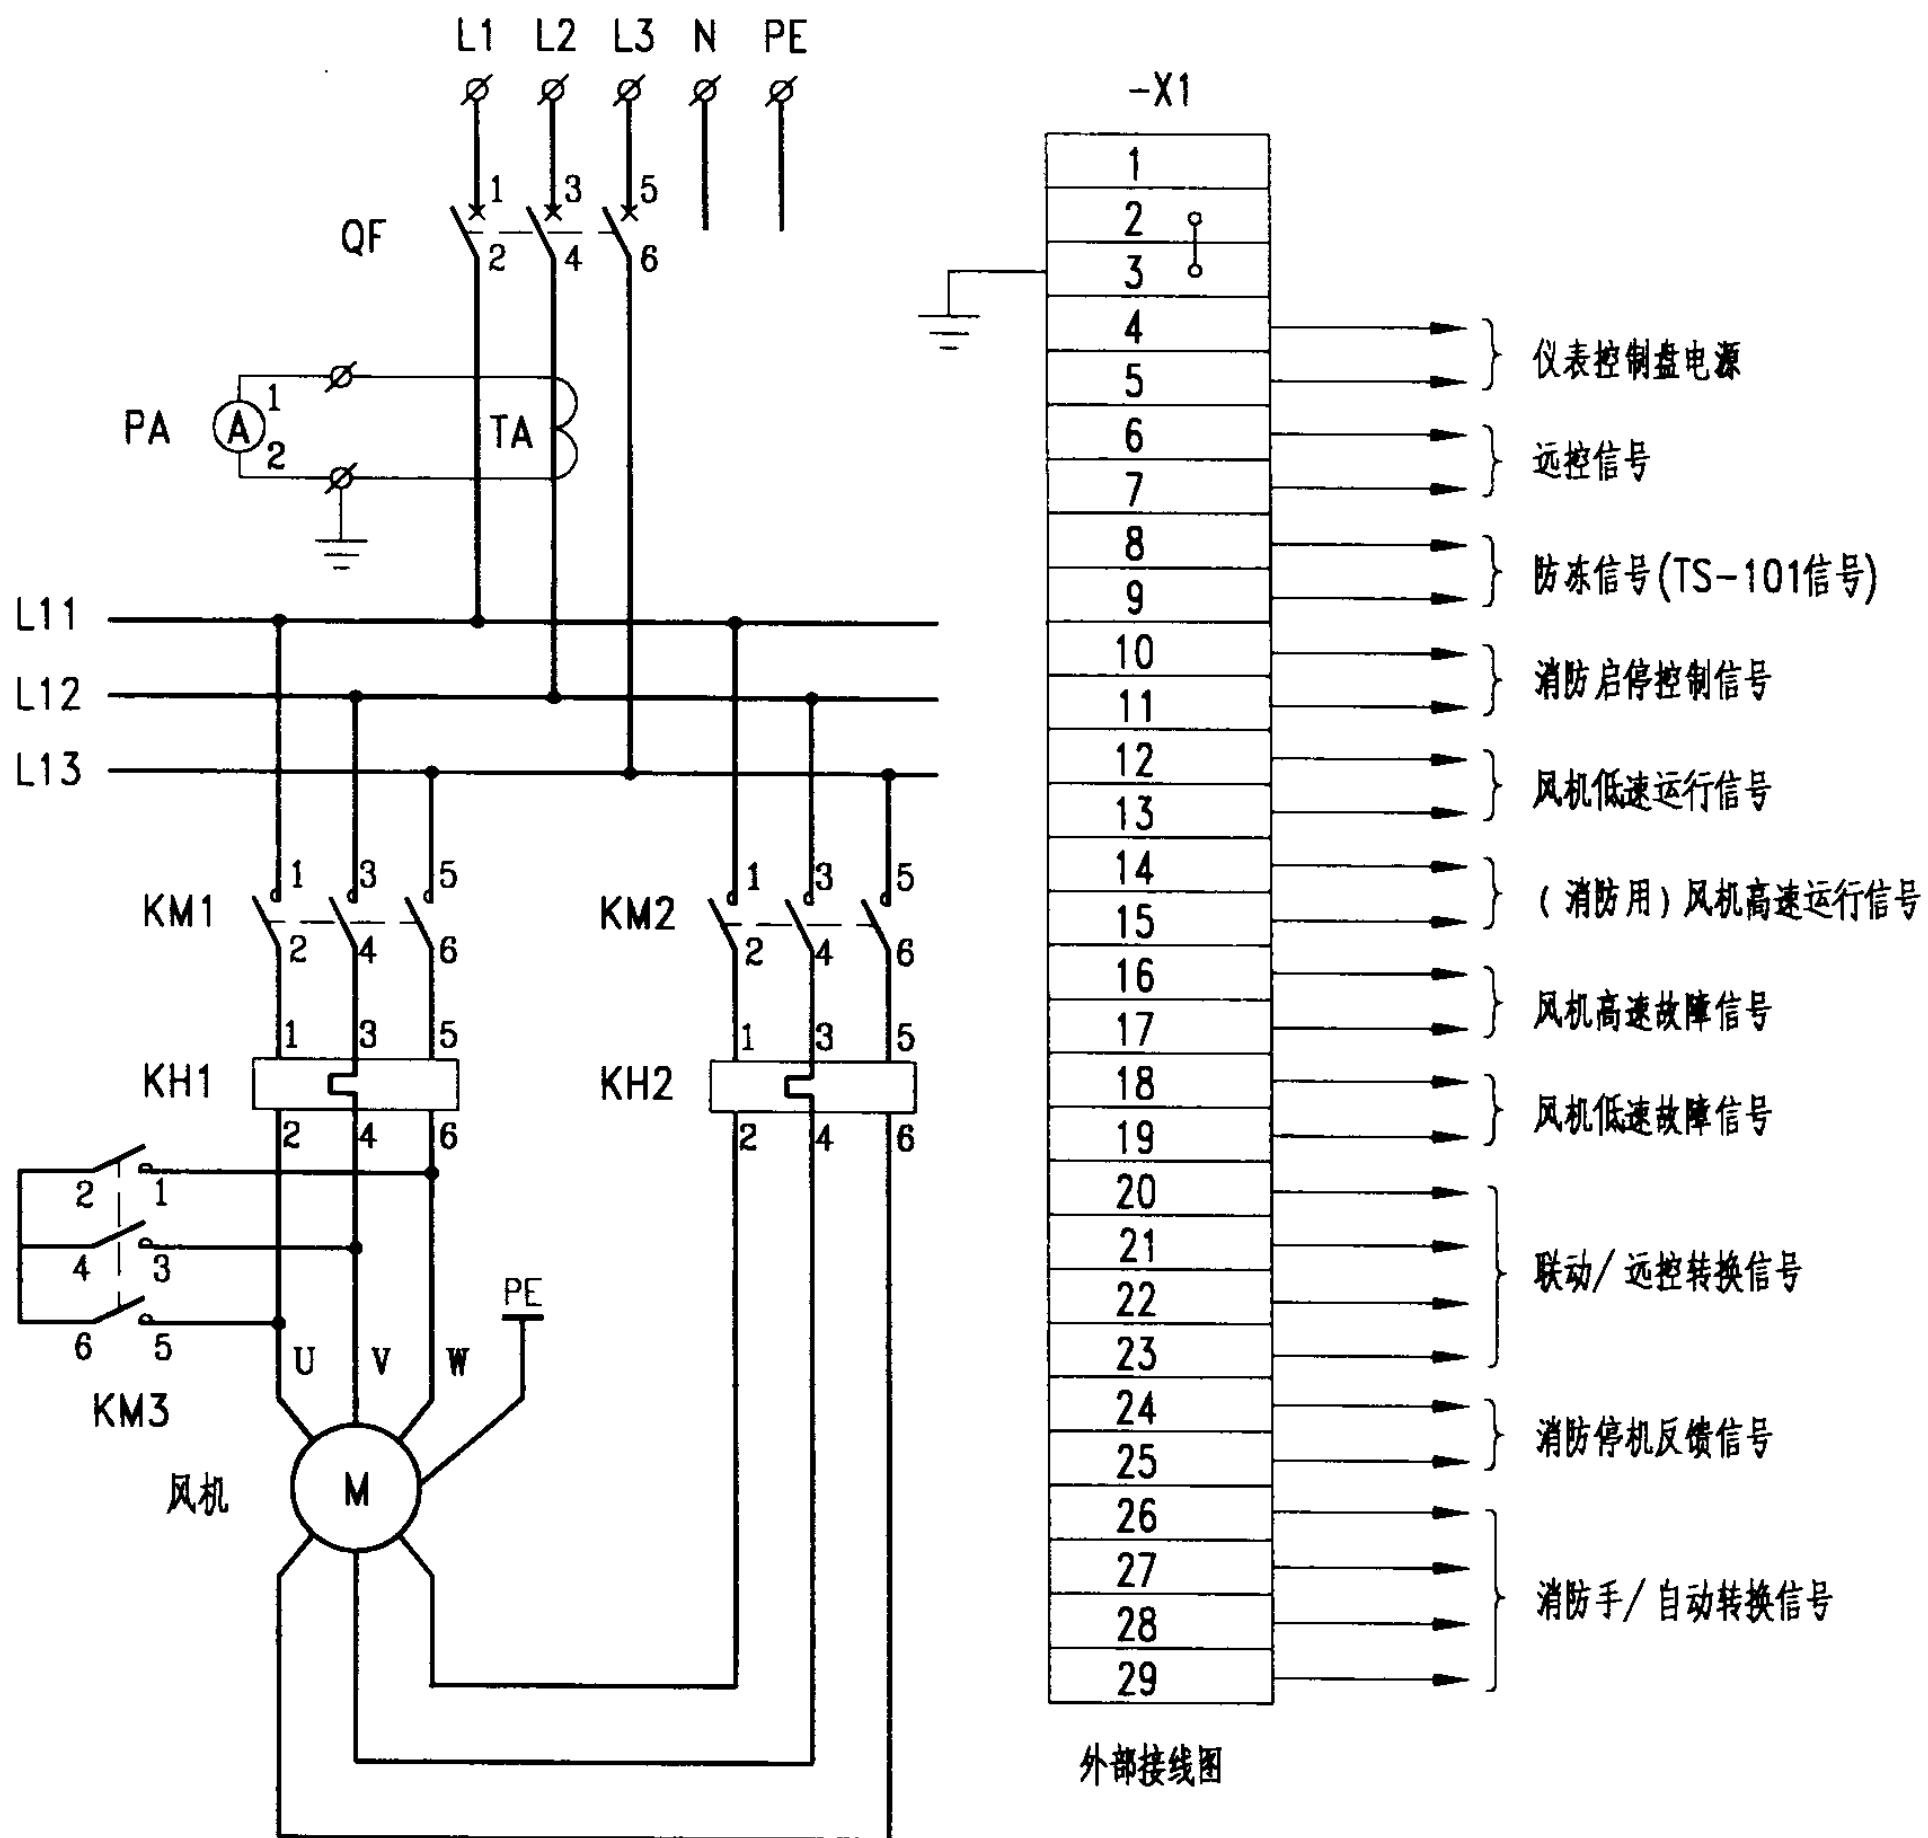 L1 L2 L3 N PE
-X1
1 3 5
QF
2 4 6
PA
A
1
2
TA
L11
L12
L13
1 3 5
KM1
2 4 6
1 3 5
KM2
2 4 6
1 3 5
KH1
2 4 6
1 3 5
KH2
2 4 6
2 1
4 3
6 5
KM3
U V W
PE
风机
M
1
2
3
4
5
仪表控制盘电源
6
7
远控信号
8
9
防冻信号(TS-101信号)
10
11
消防启停控制信号
12
13
风机低速运行信号
14
15
(消防用)风机高速运行信号
16
17
风机高速故障信号
18
19
风机低速故障信号
20
21
22
23
联动/远控转换信号
24
25
消防停机反馈信号
26
27
28
29
消防手/自动转换信号
外部接线图